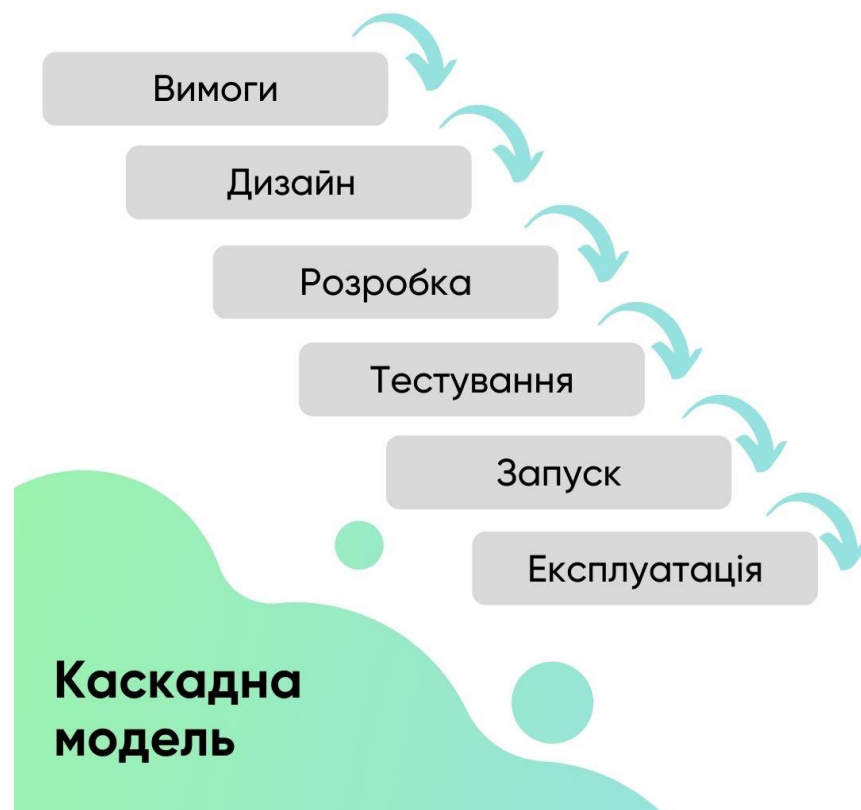 Вимоги
Дизайн
Розробка
Тестування
Запуск
Експлуатація
Каскадна
модель